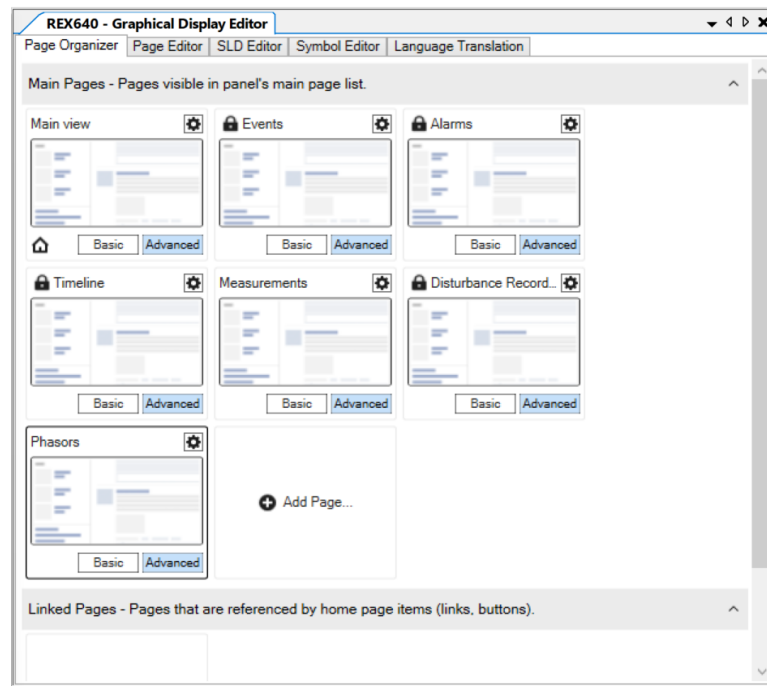 REX640 - Graphical Display Editor
Page Organizer Page Editor SLD Editor Symbol Editor Language Translation
Main Pages - Pages visible in panel's main page list.
Main view Events Alarms
Basic Advanced Basic Advanced Basic Advanced
Timeline Measurements Disturbance Record...
Basic Advanced Basic Advanced Basic Advanced
Phasors
Add Page...
Basic Advanced
Linked Pages - Pages that are referenced by home page items (links, buttons).